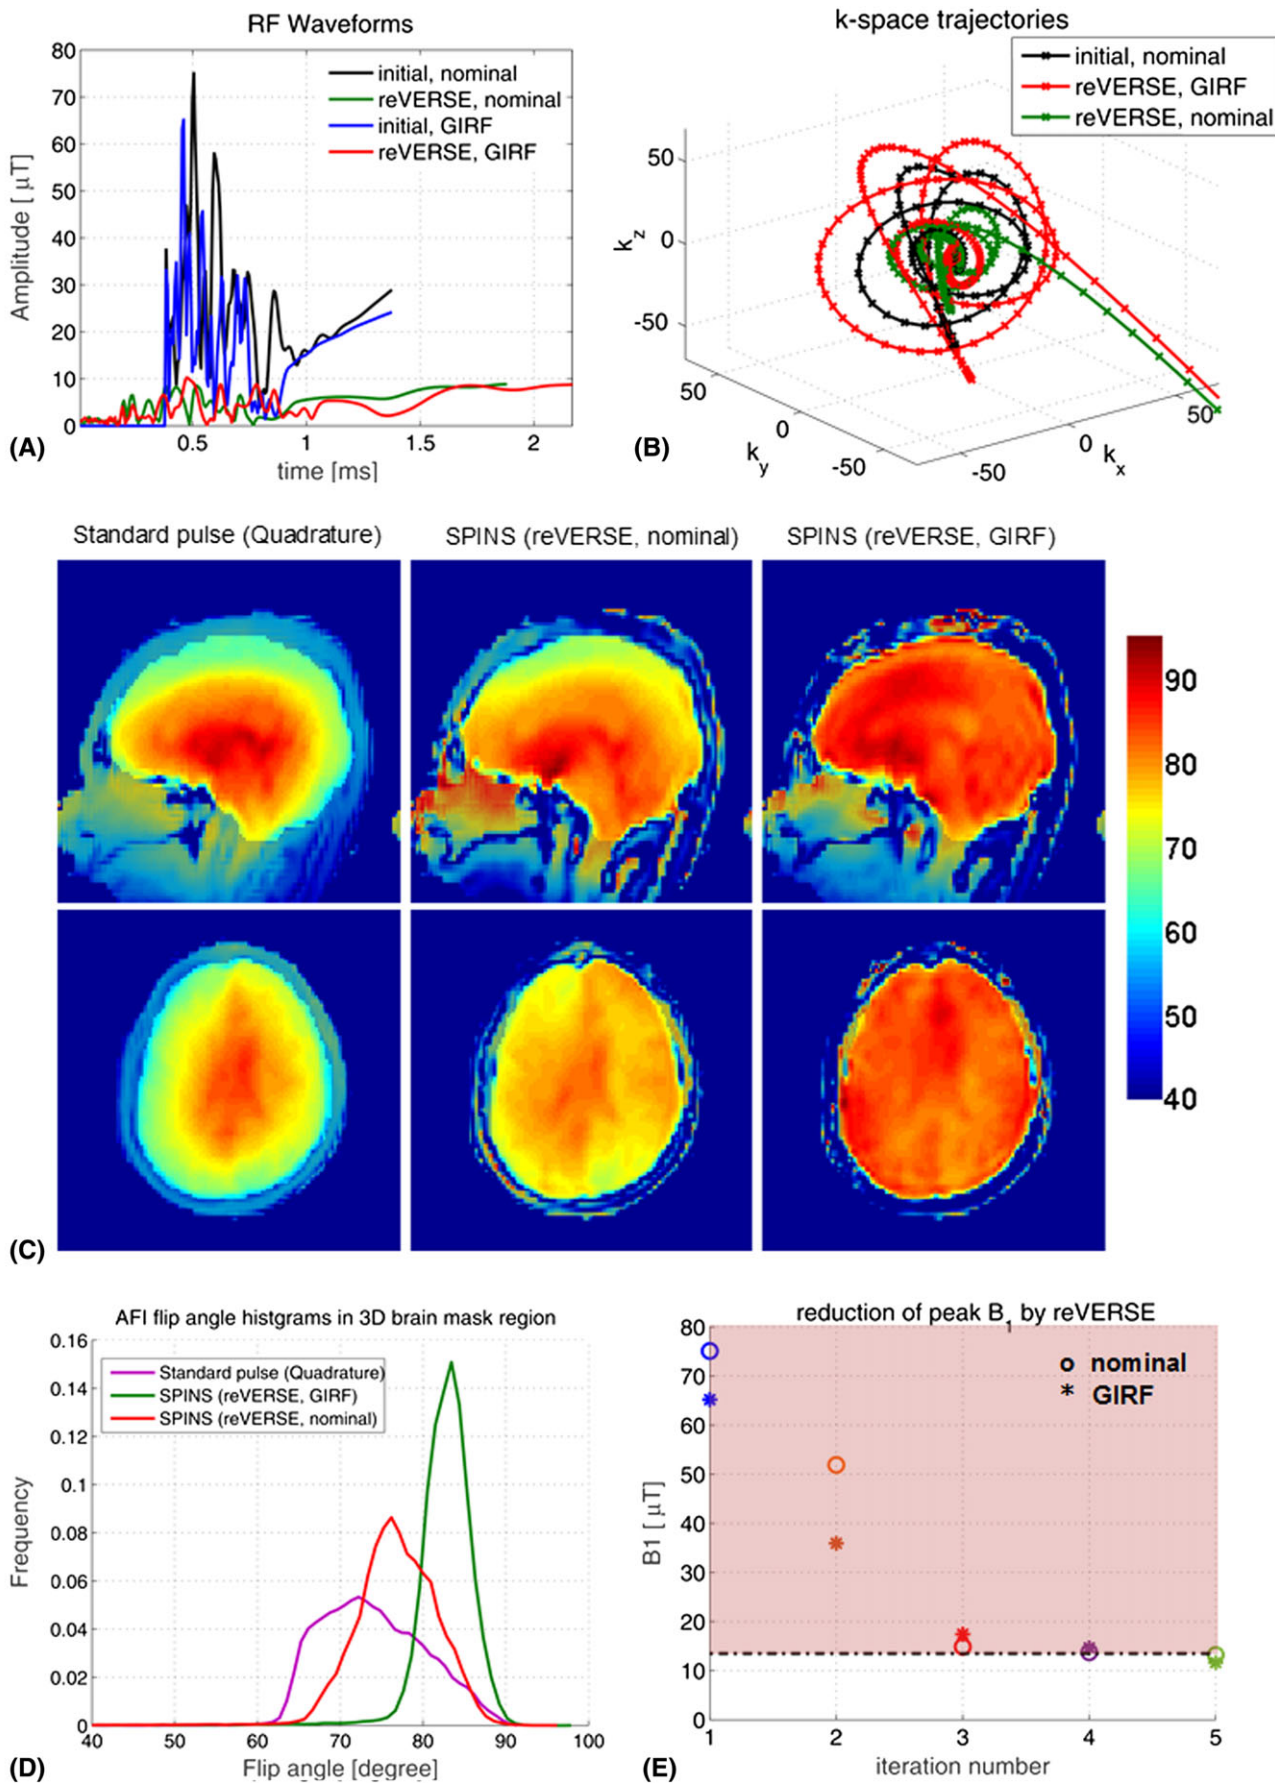 RF Waveforms
80
70
60
50
40
30
20
10
0
Amplitude [ μT]
initial, nominal
reVERSE, nominal
initial, GIRF
reVERSE, GIRF
0.5
1
1.5
2
time [ms]
(A)
k-space trajectories
initial, nominal
reVERSE, GIRF
reVERSE, nominal
50
0
-50
kz
50
0
-50
ky
-50
0
50
kx
(B)
Standard pulse (Quadrature)
SPINS (reVERSE, nominal)
SPINS (reVERSE, GIRF)
90
80
70
60
50
40
(C)
AFI flip angle histgrams in 3D brain mask region
0.16
0.14
0.12
0.1
0.08
0.06
0.04
0.02
0
Frequency
Standard pulse (Quadrature)
SPINS (reVERSE, GIRF)
SPINS (reVERSE, nominal)
40
50
60
70
80
90
100
Flip angle [degree]
(D)
reduction of peak B1 by reVERSE
80
70
60
50
40
30
20
10
0
B1 [ μT]
o nominal
* GIRF
1
2
3
4
5
iteration number
(E)